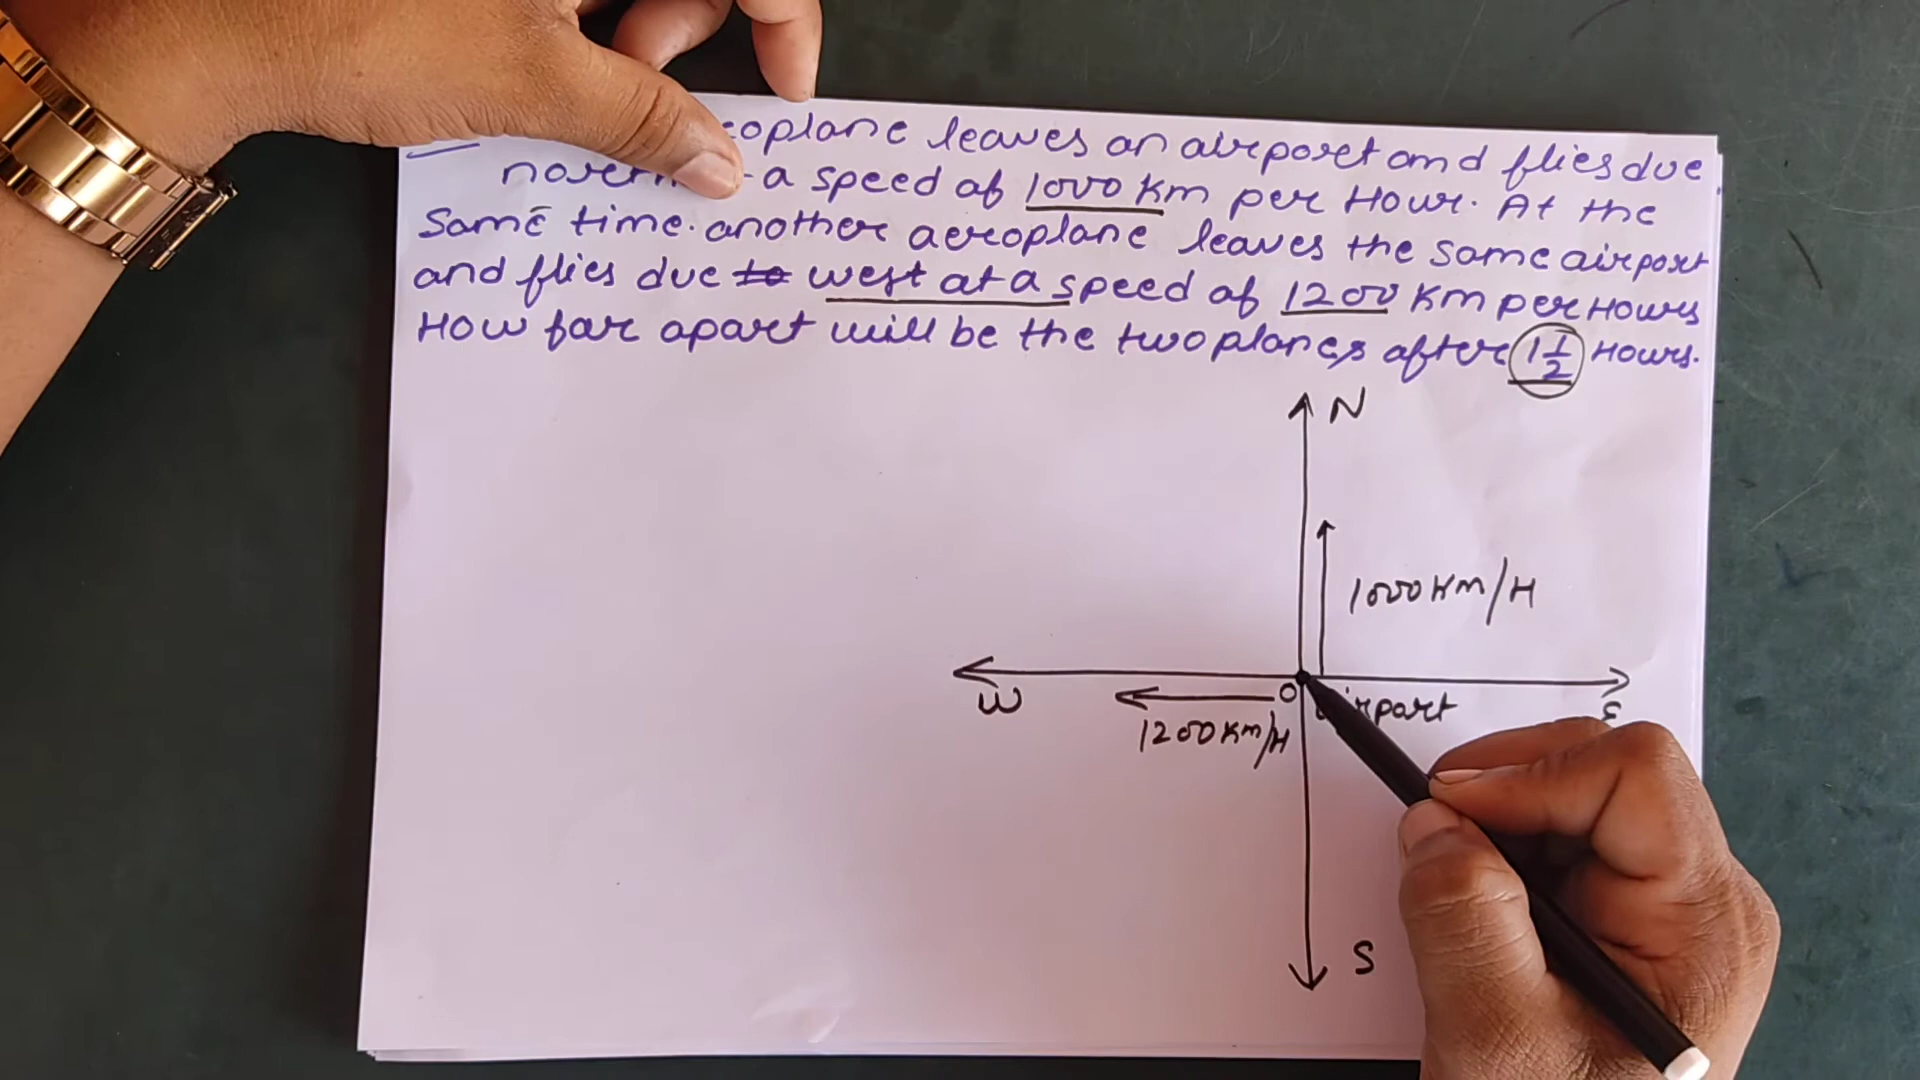 leaves an airport and flies due
a speed of 1000 Km per Hour. At the
same time. another aeroplane leaves the same airport
and flies due to west at a speed of 1200 Km per Hours
How far apart will be the two planes after 1 1/2 Hours.
N
1000 Km/H
W
O
E
1200 Km/H
S